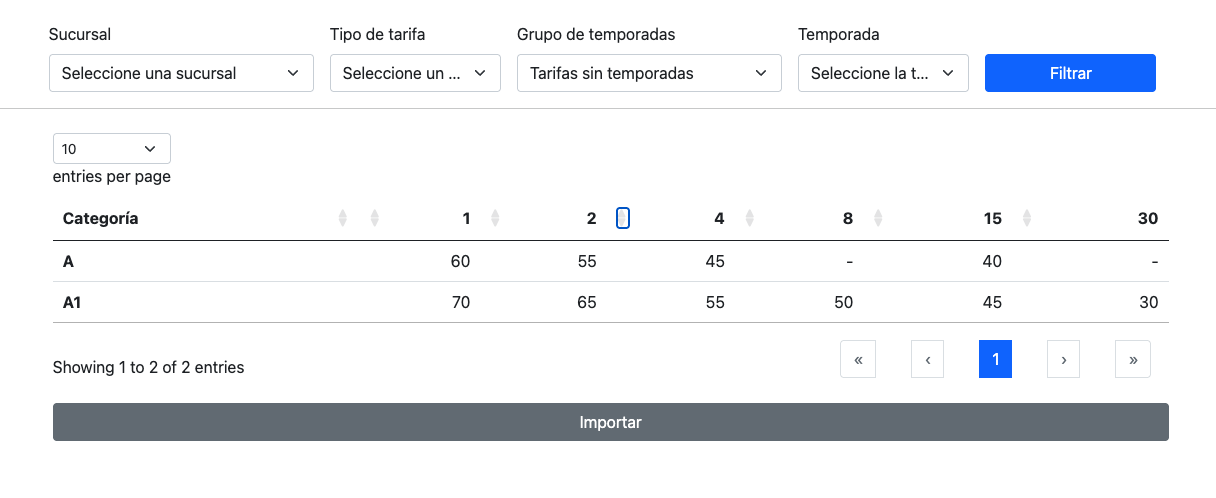 Sucursal Tipo de tarifa Grupo de temporadas Temporada
Seleccione una sucursal Seleccione un ... Tarifas sin temporadas Seleccione la t... Filtrar
10
entries per page
Categoría 1 2 4 8 15 30
A 60 55 45 - 40 -
A1 70 65 55 50 45 30
Showing 1 to 2 of 2 entries « ‹ 1 › »
Importar